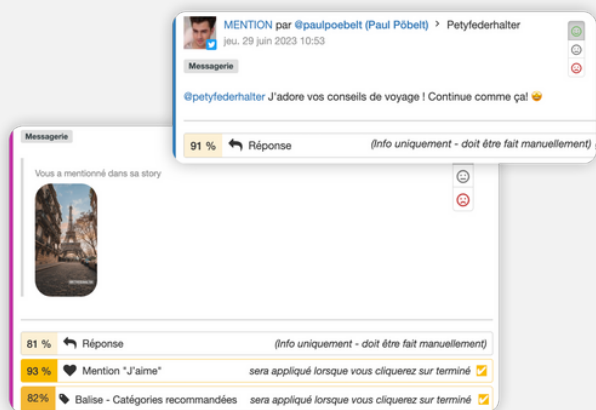 MENTION par @paulpoebelt (Paul Pöbelt) > Petyfederhalter
jeu. 29 juin 2023 10:53
Messagerie
@petyfederhalter J'adore vos conseils de voyage ! Continue comme ça! 🤩
91 % Réponse (Info uniquement - doit être fait manuellement)
Messagerie
Vous a mentionné dans sa story
81 % Réponse (Info uniquement - doit être fait manuellement)
93 % Mention "J'aime" sera appliqué lorsque vous cliquerez sur terminé
82% Balise - Catégories recommandées sera appliqué lorsque vous cliquerez sur terminé